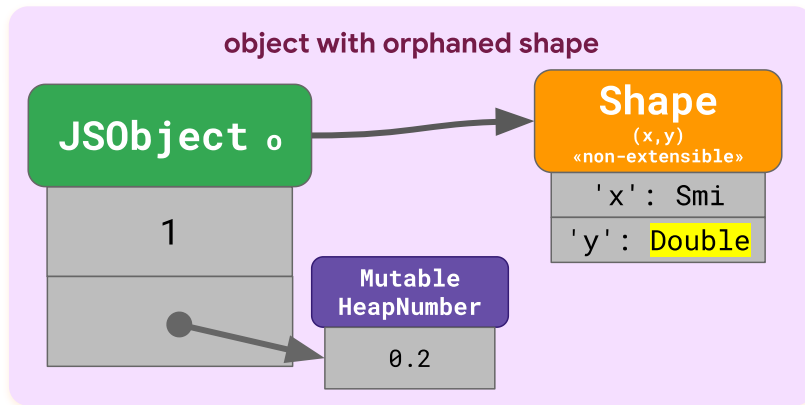 object with orphaned shape
JSObject o
1
Shape
(x,y)
«non-extensible»
'x': Smi
'y': Double
Mutable
HeapNumber
0.2